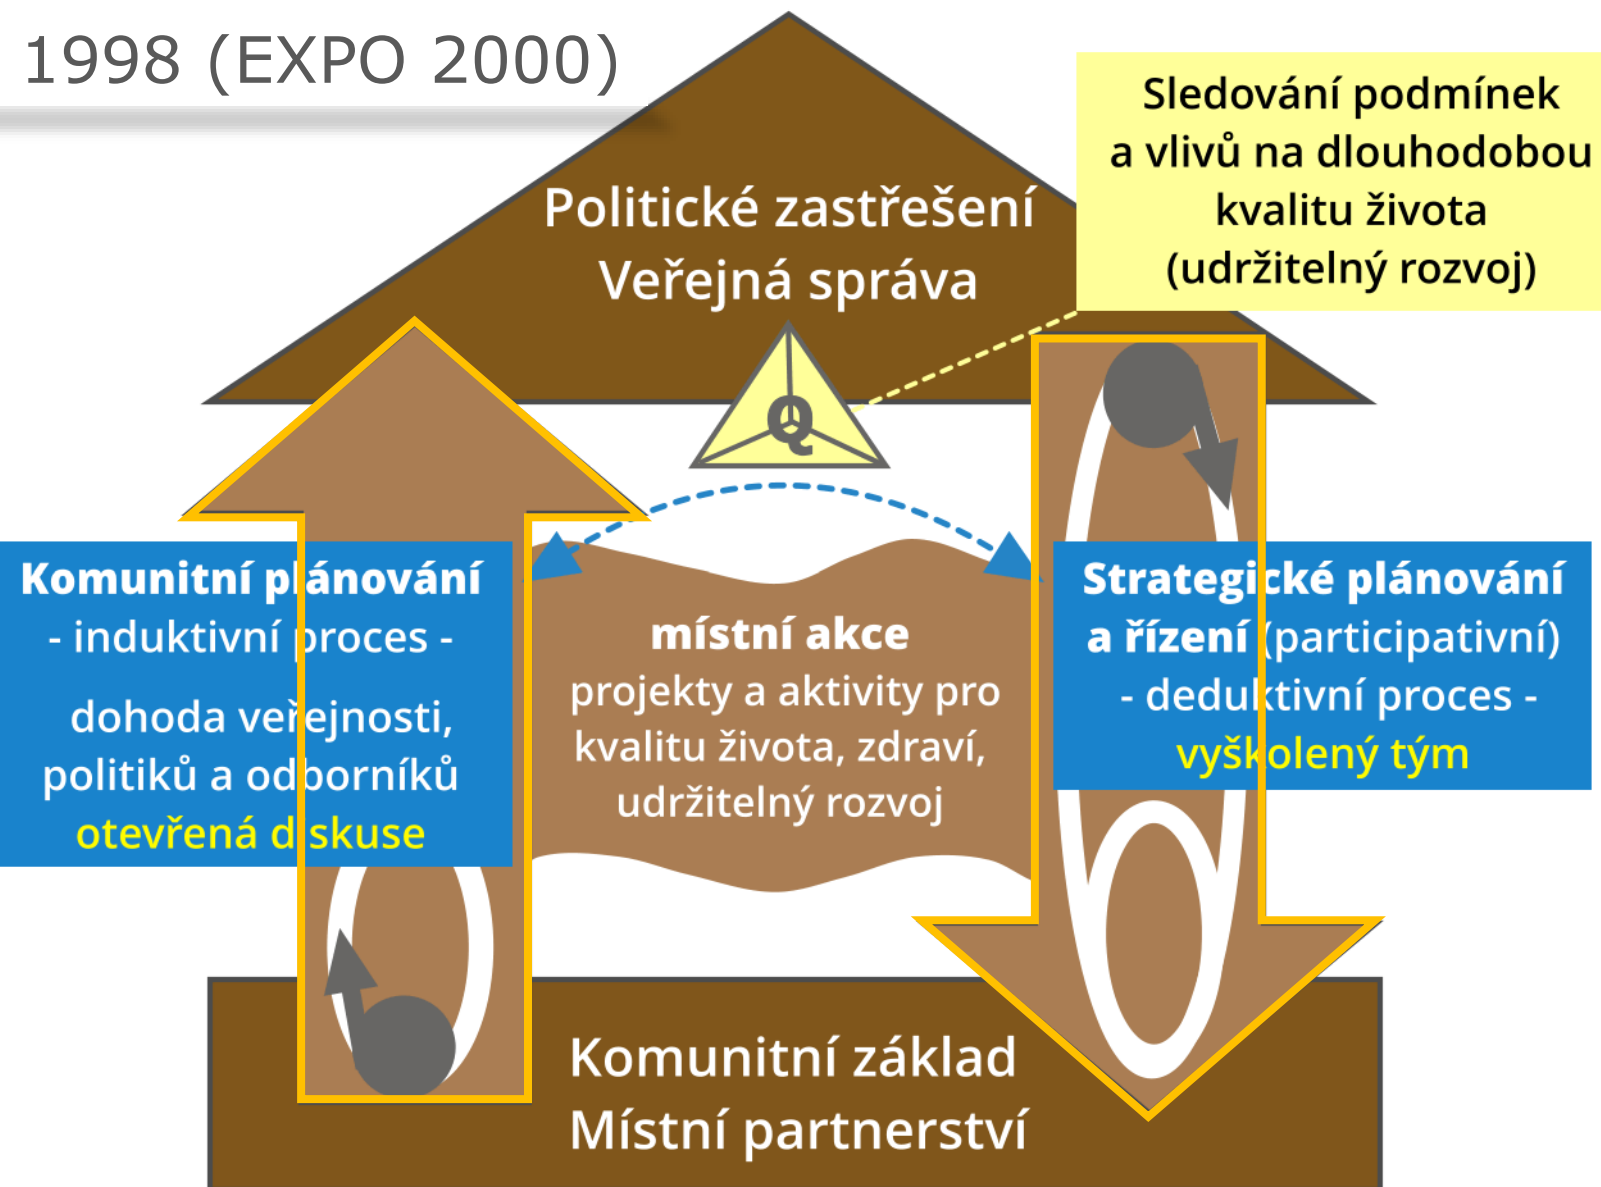 1998 (EXPO 2000)
Sledování podmínek
a vlivů na dlouhodobou
kvalitu života
(udržitelný rozvoj)
Politické zastřešení
Veřejná správa
Q
Komunitní plánování
- induktivní proces -
dohoda veřejnosti,
politiků a odborníků
otevřená diskuse
místní akce
projekty a aktivity pro
kvalitu života, zdraví,
udržitelný rozvoj
Strategické plánování
a řízení (participativní)
- deduktivní proces -
vyškolený tým
Komunitní základ
Místní partnerství